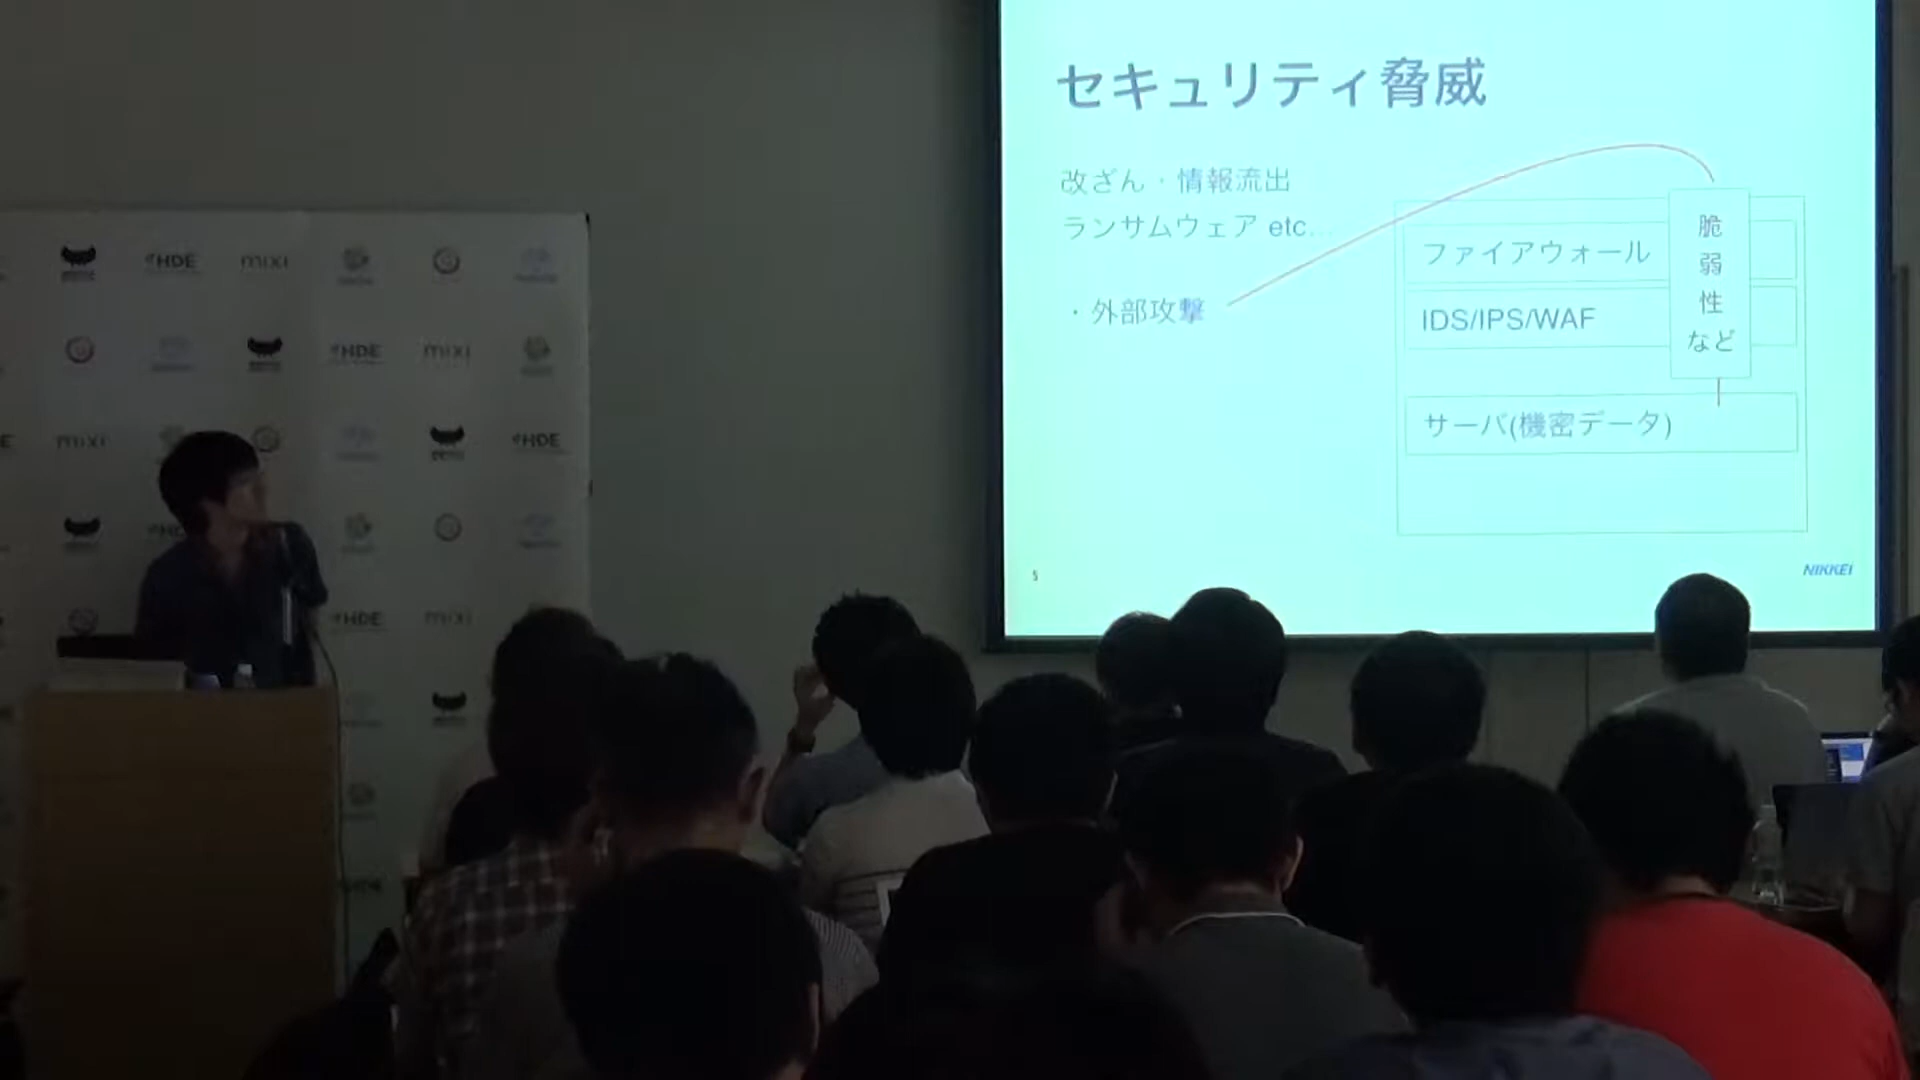 セキュリティ脅威
改ざん・情報流出
ランサムウェア etc...
・外部攻撃
ファイアウォール
IDS/IPS/WAF
脆
弱
性
など
サーバ(機密データ)
5
NIKKEI
HDE mixi
HDE mixi
mixi HDE
HDE mixi